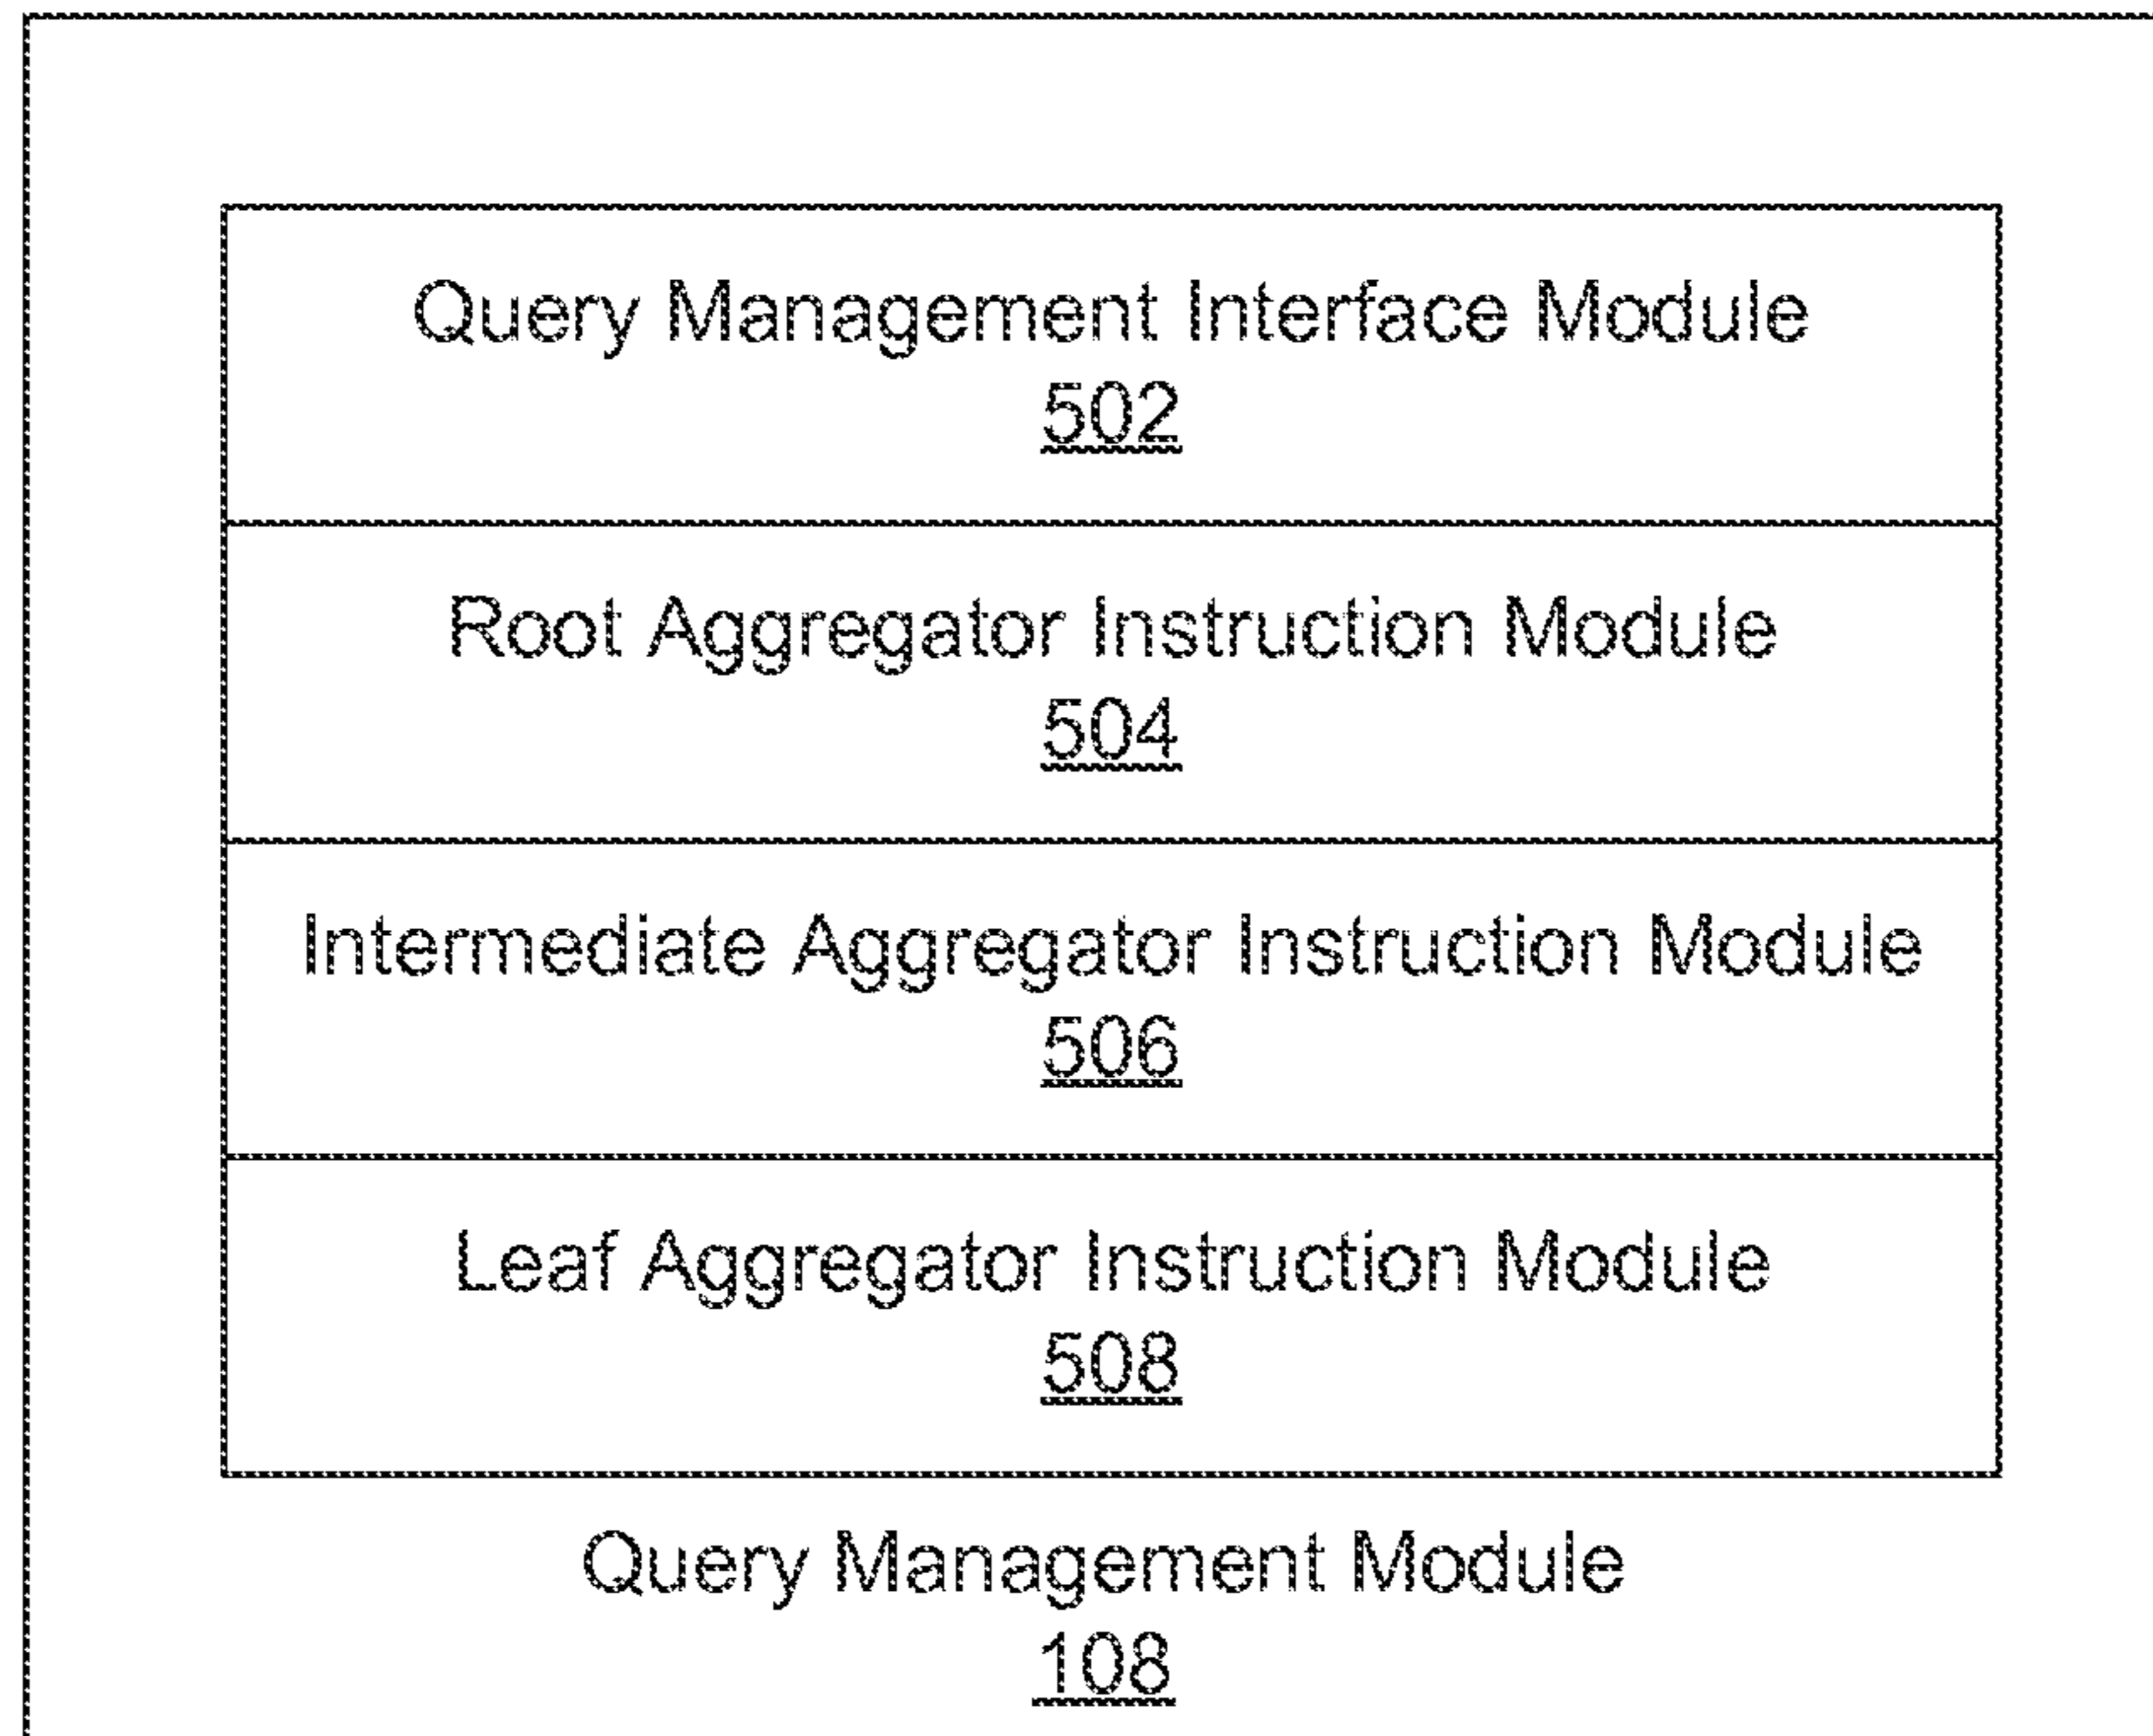 Query Management Interface Module
502
Root Aggregator Instruction Module
504
Intermediate Aggregator Instruction Module
506
Leaf Aggregator Instruction Module
508
Query Management Module
108